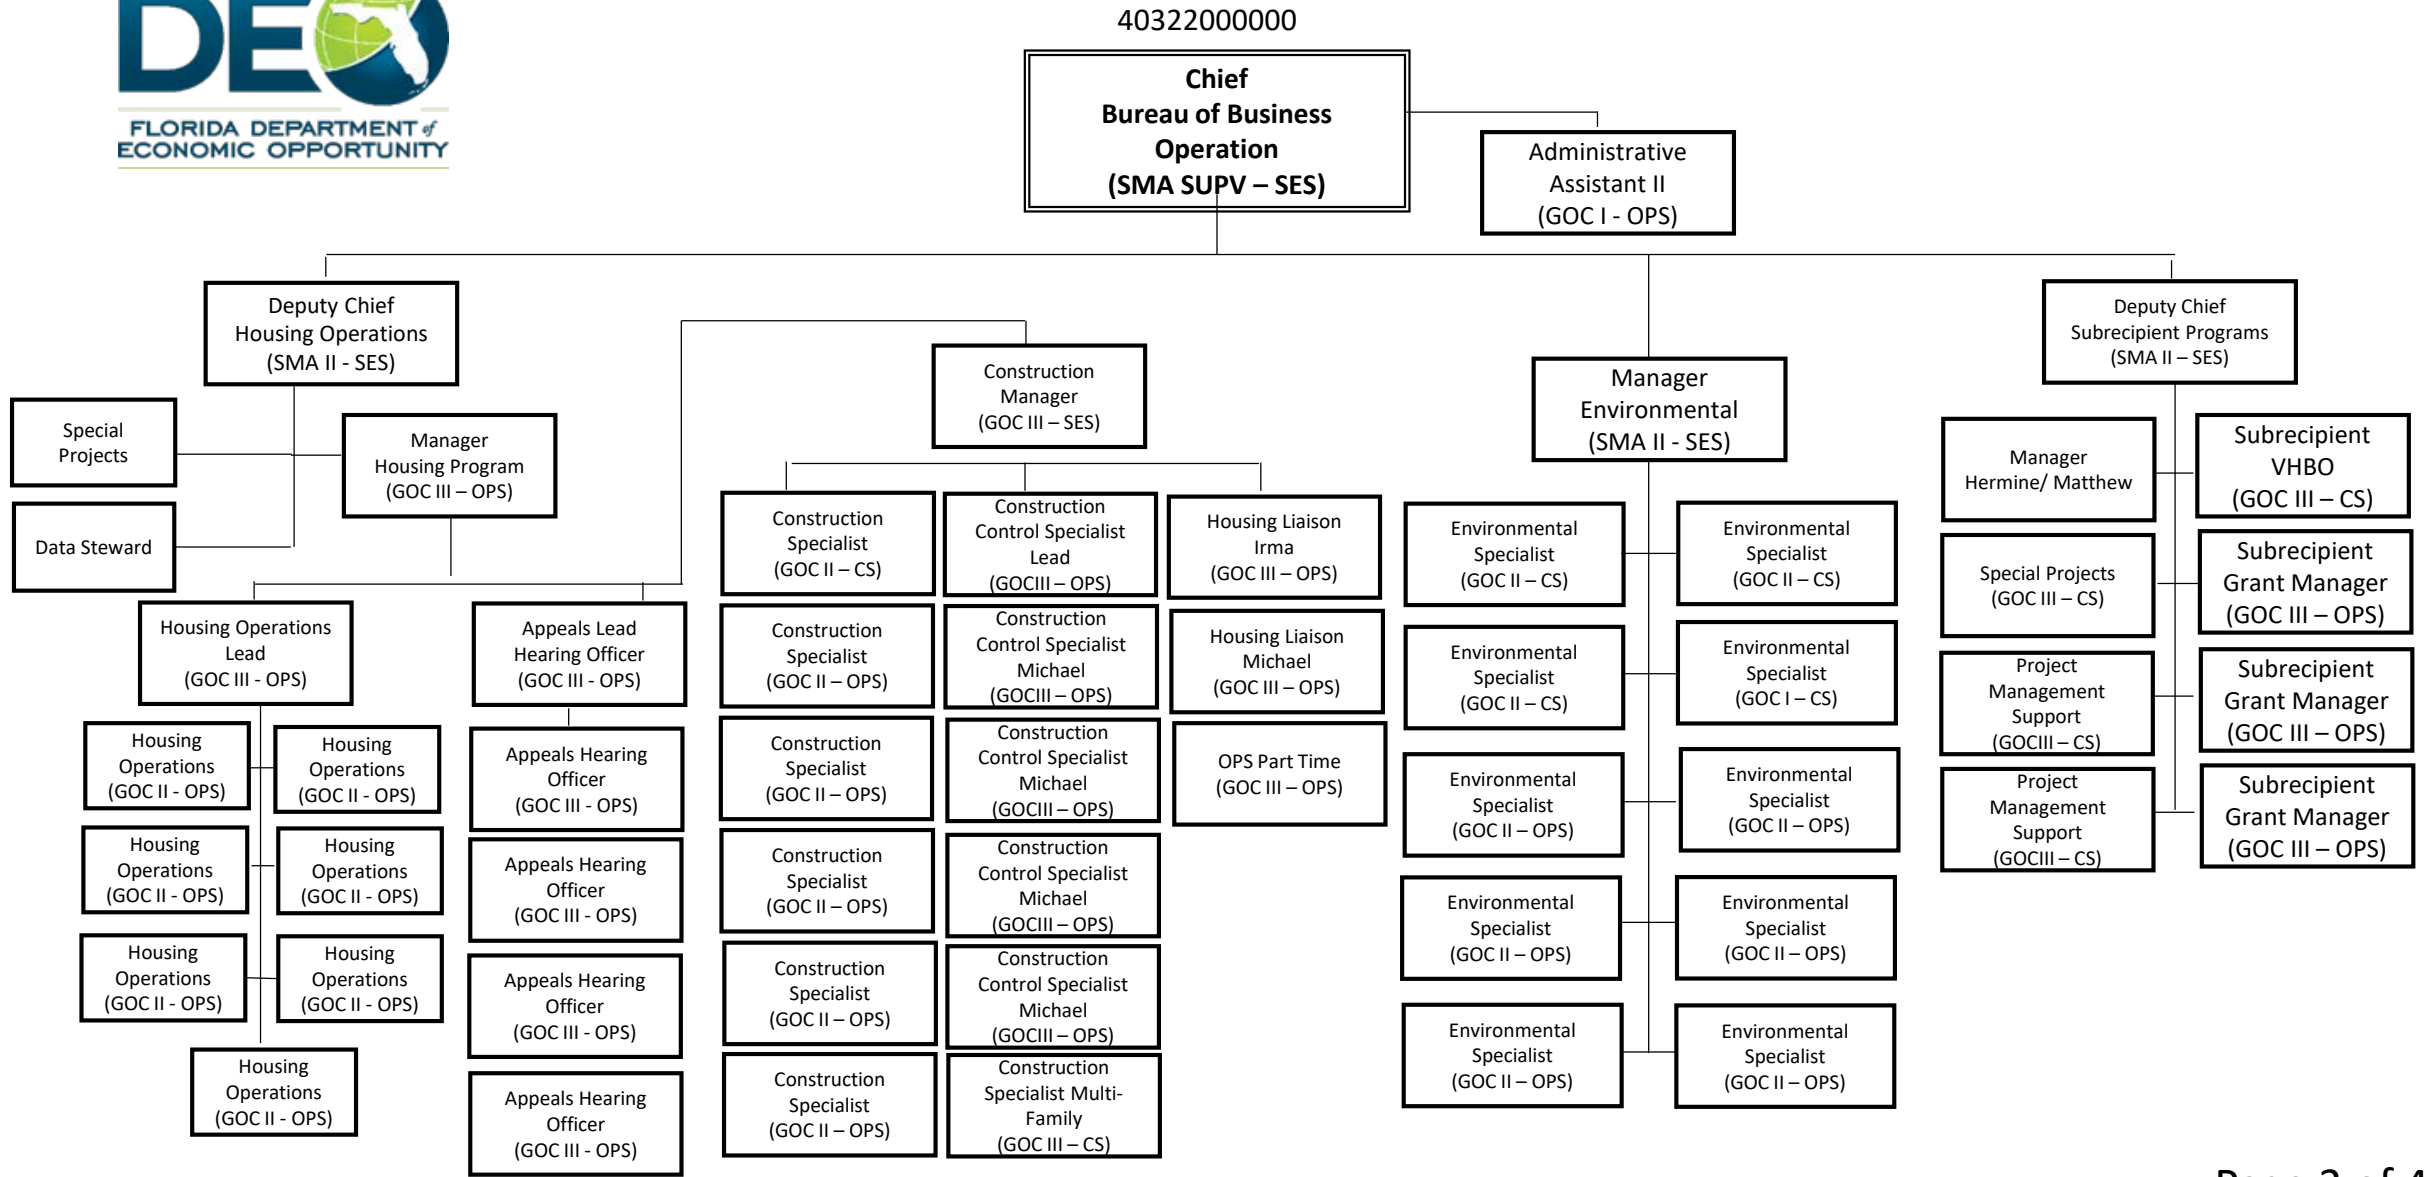 DEO
FLORIDA DEPARTMENT of
ECONOMIC OPPORTUNITY
40322000000
Chief
Bureau of Business
Operation
(SMA SUPV – SES)
Administrative
Assistant II
(GOC I - OPS)
Deputy Chief
Housing Operations
(SMA II - SES)
Special
Projects
Data Steward
Manager
Housing Program
(GOC III – OPS)
Housing Operations
Lead
(GOC III - OPS)
Housing
Operations
(GOC II - OPS)
Housing
Operations
(GOC II - OPS)
Housing
Operations
(GOC II - OPS)
Housing
Operations
(GOC II - OPS)
Housing
Operations
(GOC II - OPS)
Housing
Operations
(GOC II - OPS)
Housing
Operations
(GOC II - OPS)
Appeals Lead
Hearing Officer
(GOC III - OPS)
Appeals Hearing
Officer
(GOC III - OPS)
Appeals Hearing
Officer
(GOC III - OPS)
Appeals Hearing
Officer
(GOC III - OPS)
Appeals Hearing
Officer
(GOC III - OPS)
Construction
Manager
(GOC III – SES)
Construction
Specialist
(GOC II – CS)
Construction
Specialist
(GOC II – OPS)
Construction
Specialist
(GOC II – OPS)
Construction
Specialist
(GOC II – OPS)
Construction
Specialist
(GOC II – OPS)
Construction
Specialist
(GOC II – OPS)
Construction
Control Specialist
Lead
(GOCIII – OPS)
Construction
Control Specialist
Michael
(GOCIII – OPS)
Construction
Control Specialist
Michael
(GOCIII – OPS)
Construction
Control Specialist
Michael
(GOCIII – OPS)
Construction
Control Specialist
Michael
(GOCIII – OPS)
Construction
Specialist Multi-
Family
(GOC III – CS)
Housing Liaison
Irma
(GOC III – OPS)
Housing Liaison
Michael
(GOC III – OPS)
OPS Part Time
(GOC III – OPS)
Manager
Environmental
(SMA II - SES)
Environmental
Specialist
(GOC II – CS)
Environmental
Specialist
(GOC II – CS)
Environmental
Specialist
(GOC II – CS)
Environmental
Specialist
(GOC I – CS)
Environmental
Specialist
(GOC II – OPS)
Environmental
Specialist
(GOC II – OPS)
Environmental
Specialist
(GOC II – OPS)
Environmental
Specialist
(GOC II – OPS)
Environmental
Specialist
(GOC II – OPS)
Environmental
Specialist
(GOC II – OPS)
Deputy Chief
Subrecipient Programs
(SMA II – SES)
Manager
Hermine/ Matthew
Subrecipient
VHBO
(GOC III – CS)
Special Projects
(GOC III – CS)
Subrecipient
Grant Manager
(GOC III – OPS)
Project
Management
Support
(GOCIII – CS)
Subrecipient
Grant Manager
(GOC III – OPS)
Project
Management
Support
(GOCIII – CS)
Subrecipient
Grant Manager
(GOC III – OPS)